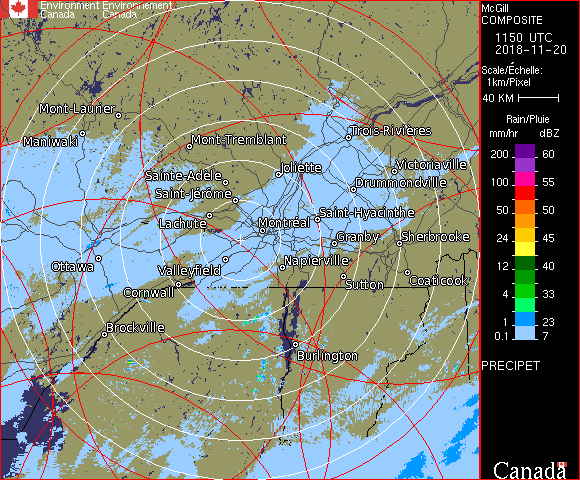 Environment Environnement
Canada Canada
McGill
COMPOSITE
1150 UTC
2018-11-20
Scale/Échelle:
1km/Pixel
40 KM
Rain/Pluie
mm/hr dBZ
200 60
100 55
50 50
24 45
12 40
4 33
1 23
0.1 7
PRECIPET
Canada
Mont-Laurier
Maniwaki
Mont-Tremblant
Trois-Rivières
Sainte-Adèle
Joliette
Victoriaville
Saint-Jérôme
Drummondville
Lachute
Montréal
Saint-Hyacinthe
Granby
Sherbrooke
Ottawa
Valleyfield
Napierville
Cornwall
Sutton
Coaticook
Brockville
Burlington